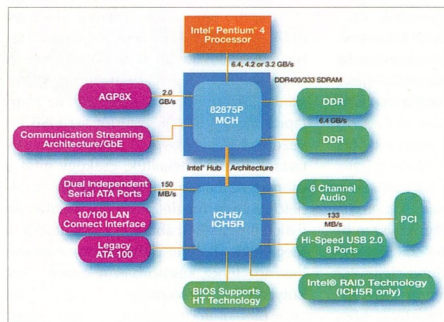 Intel® Pentium® 4
Processor
6.4, 4.2 or 3.2 GB/s
DDR400/333 SDRAM
AGP8X
2.0
GB/s
82875P
MCH
DDR
6.4 GB/s
DDR
Communication Streaming
Architecture/GbE
Intel® Hub Architecture
Dual Independent
Serial ATA Ports
150
MB/s
ICH5/
ICH5R
6 Channel
Audio
10/100 LAN
Connect Interface
133
MB/s
PCI
Legacy
ATA 100
Hi-Speed USB 2.0
8 Ports
BIOS Supports
HT Technology
Intel® RAID Technology
(ICH5R only)